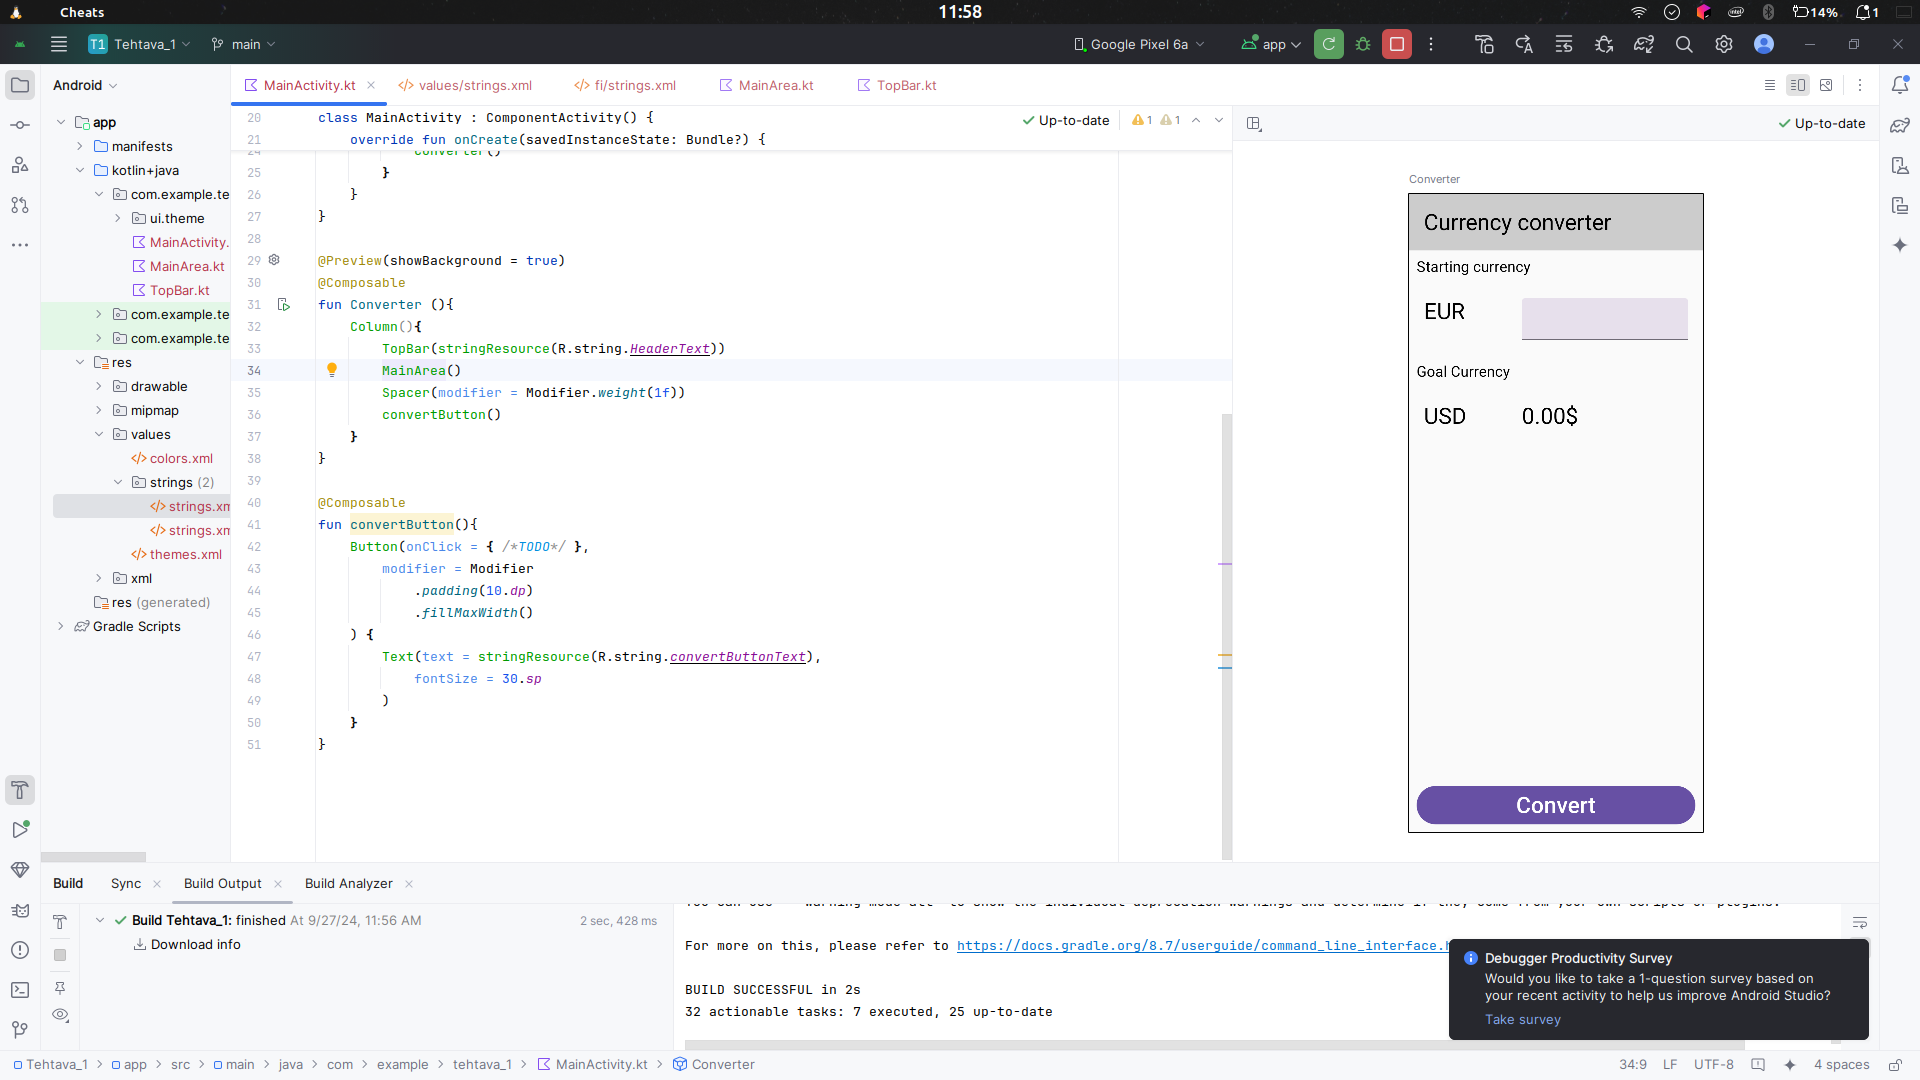 Cheats
11:58
14%
1
T1 Tehtava_1
main
Google Pixel 6a
app
Android
MainActivity.kt
values/strings.xml
fi/strings.xml
MainArea.kt
TopBar.kt
app
manifests
kotlin+java
com.example.te
ui.theme
MainActivity.
MainArea.kt
TopBar.kt
com.example.te
com.example.te
res
drawable
mipmap
values
colors.xml
strings (2)
strings.xm
strings.xm
themes.xml
xml
res (generated)
Gradle Scripts
Up-to-date
1 1
20 class MainActivity : ComponentActivity() {
21 override fun onCreate(savedInstanceState: Bundle?) {
25 }
26 }
27 }
28
29 @Preview(showBackground = true)
30 @Composable
31 fun Converter (){
32 Column(){
33 TopBar(stringResource(R.string.HeaderText))
34 MainArea()
35 Spacer(modifier = Modifier.weight(1f))
36 convertButton()
37 }
38 }
39
40 @Composable
41 fun convertButton(){
42 Button(onClick = { /*TODO*/ },
43 modifier = Modifier
44 .padding(10.dp)
45 .fillMaxWidth()
46 ) {
47 Text(text = stringResource(R.string.convertButtonText),
48 fontSize = 30.sp
49 )
50 }
51 }
Up-to-date
Converter
Currency converter
Starting currency
EUR
Goal Currency
USD 0.00$
Convert
Build
Sync
Build Output
Build Analyzer
Build Tehtava_1: finished At 9/27/24, 11:56 AM 2 sec, 428 ms
Download info
For more on this, please refer to https://docs.gradle.org/8.7/userguide/command_line_interface.
BUILD SUCCESSFUL in 2s
32 actionable tasks: 7 executed, 25 up-to-date
Debugger Productivity Survey
Would you like to take a 1-question survey based on
your recent activity to help us improve Android Studio?
Take survey
Tehtava_1 > app > src > main > java > com > example > tehtava_1 > MainActivity.kt > Converter
34:9 LF UTF-8 4 spaces